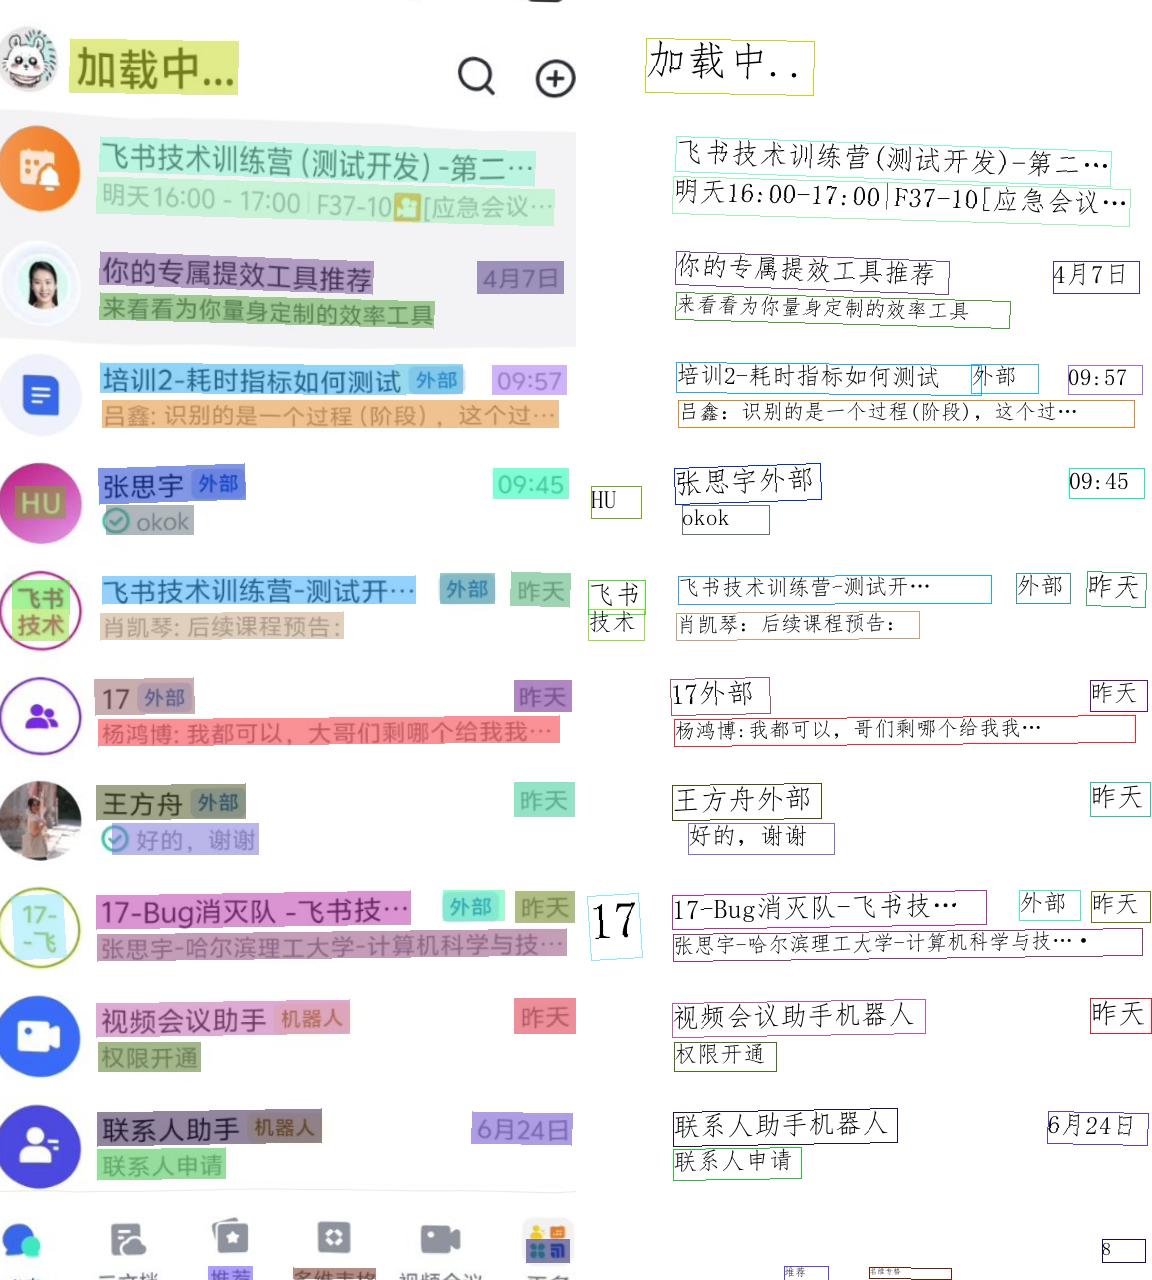 加载中...
飞书技术训练营 (测试开发) -第二…
明天16:00 - 17:00 | F37-10 [应急会议…
你的专属提效工具推荐 4月7日
来看看为你量身定制的效率工具
培训2-耗时指标如何测试 外部 09:57
吕鑫: 识别的是一个过程 (阶段) ，这个过…
HU 张思宇 外部 09:45
okok
飞书 飞书技术训练营-测试开… 外部 昨天
技术 肖凯琴: 后续课程预告:
17 外部 昨天
杨鸿博: 我都可以，大哥们剩哪个给我我…
王方舟 外部 昨天
好的，谢谢
17- 17-Bug消灭队 -飞书技… 外部 昨天
-飞 张思宇-哈尔滨理工大学-计算机科学与技…
视频会议助手 机器人 昨天
权限开通
联系人助手 机器人 6月24日
联系人申请
推荐 多维表格 视频会议
加载中..
飞书技术训练营(测试开发)-第二…
明天16:00-17:00|F37-10[应急会议…
你的专属提效工具推荐 4月7日
来看看为你量身定制的效率工具
培训2-耗时指标如何测试 外部 09:57
吕鑫: 识别的是一个过程(阶段), 这个过…
HU 张思宇外部 09:45
okok
飞书 飞书技术训练营-测试开… 外部 昨天
技术 肖凯琴: 后续课程预告:
17外部 昨天
杨鸿博:我都可以, 哥们剩哪个给我我…
王方舟外部 昨天
好的, 谢谢
17 17-Bug消灭队-飞书技… 外部 昨天
张思宇-哈尔滨理工大学-计算机科学与技…•
视频会议助手机器人 昨天
权限开通
联系人助手机器人 6月24日
联系人申请
8
推荐